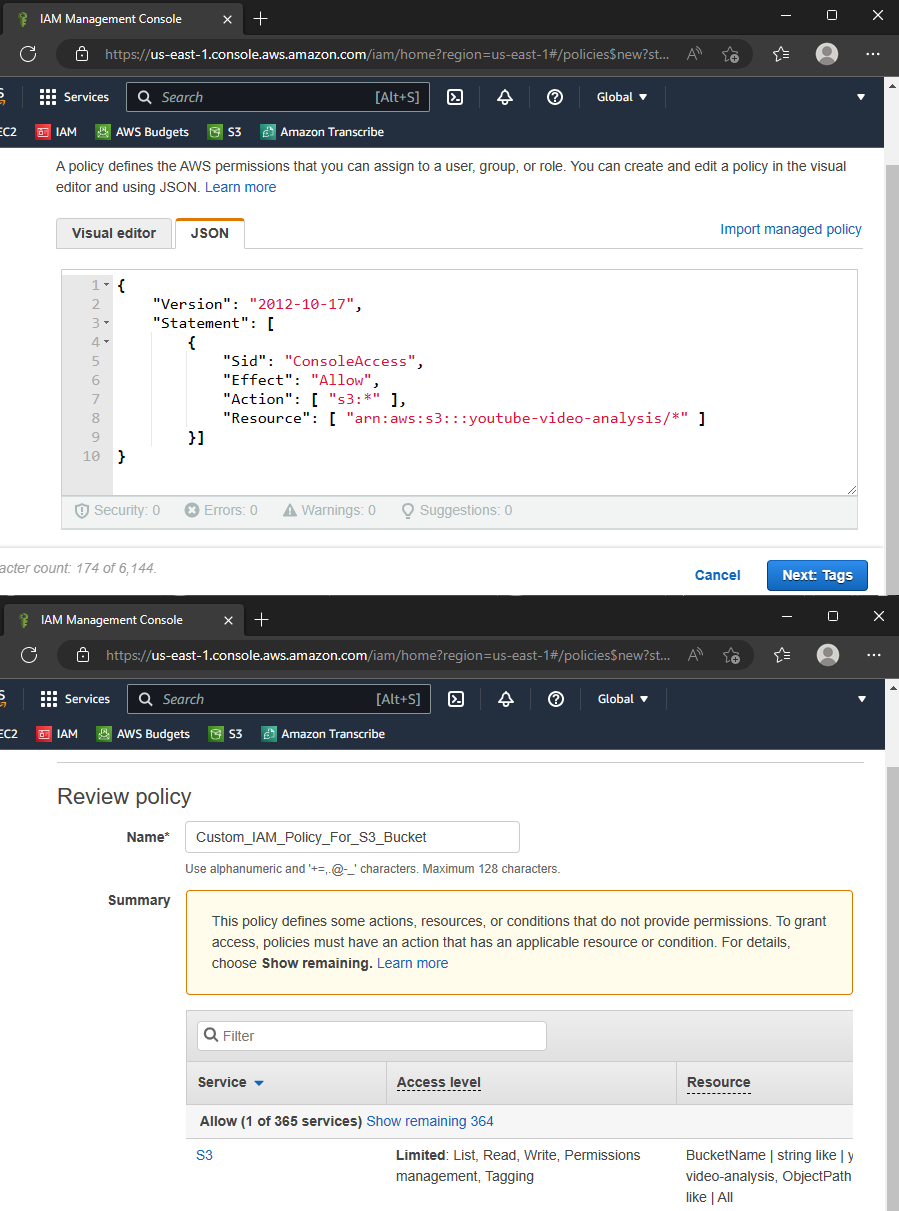 IAM Management Console
https://us-east-1.console.aws.amazon.com/iam/home?region=us-east-1#/policies$new?st...
Services
Search
[Alt+S]
Global
EC2
IAM
AWS Budgets
S3
Amazon Transcribe
A policy defines the AWS permissions that you can assign to a user, group, or role. You can create and edit a policy in the visual
editor and using JSON. Learn more
Visual editor
JSON
Import managed policy
1 {
2 "Version": "2012-10-17",
3 "Statement": [
4 {
5 "Sid": "ConsoleAccess",
6 "Effect": "Allow",
7 "Action": [ "s3:*" ],
8 "Resource": [ "arn:aws:s3:::youtube-video-analysis/*" ]
9 }]
10 }
Security: 0
Errors: 0
Warnings: 0
Suggestions: 0
acter count: 174 of 6,144.
Cancel
Next: Tags
IAM Management Console
https://us-east-1.console.aws.amazon.com/iam/home?region=us-east-1#/policies$new?st...
Services
Search
[Alt+S]
Global
EC2
IAM
AWS Budgets
S3
Amazon Transcribe
Review policy
Name*
Custom_IAM_Policy_For_S3_Bucket
Use alphanumeric and '+=,.@-_' characters. Maximum 128 characters.
Summary
This policy defines some actions, resources, or conditions that do not provide permissions. To grant
access, policies must have an action that has an applicable resource or condition. For details,
choose Show remaining. Learn more
Filter
Service
Access level
Resource
Allow (1 of 365 services) Show remaining 364
S3
Limited: List, Read, Write, Permissions
management, Tagging
BucketName | string like | y
video-analysis, ObjectPath
like | All